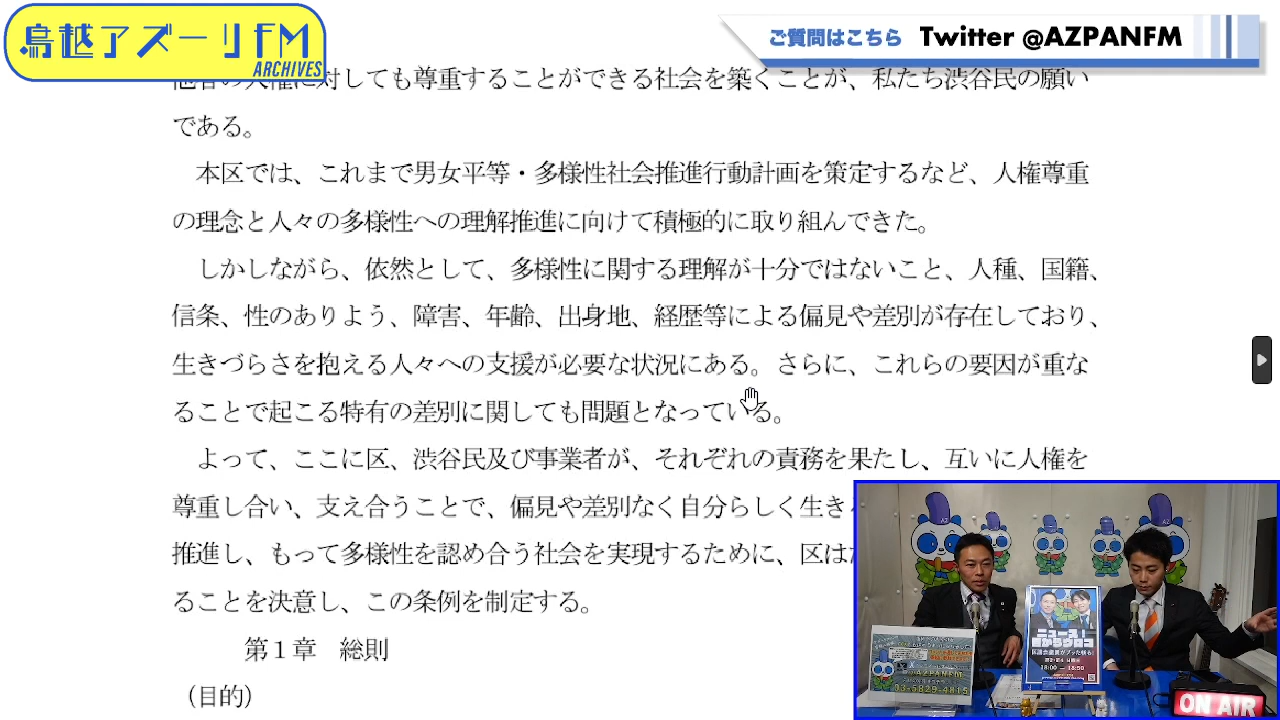 鳥越アズーリFM
ARCHIVES
ご質問はこちら Twitter @AZPANFM
他者の人権に対しても尊重することができる社会を築くことが、私たち渋谷民の願い
である。
本区では、これまで男女平等・多様性社会推進行動計画を策定するなど、人権尊重
の理念と人々の多様性への理解推進に向けて積極的に取り組んできた。
しかしながら、依然として、多様性に関する理解が十分ではないこと、人種、国籍、
信条、性のありよう、障害、年齢、出身地、経歴等による偏見や差別が存在しており、
生きづらさを抱える人々への支援が必要な状況にある。さらに、これらの要因が重な
ることで起こる特有の差別に関しても問題となっている。
よって、ここに区、渋谷民及び事業者が、それぞれの責務を果たし、互いに人権を
尊重し合い、支え合うことで、偏見や差別なく自分らしく生き
推進し、もって多様性を認め合う社会を実現するために、区は
ることを決意し、この条例を制定する。
第１章　総則
（目的）
ニュース！
18:00 — 18:50
@AZPANFM
03-5829-4815
ON AIR